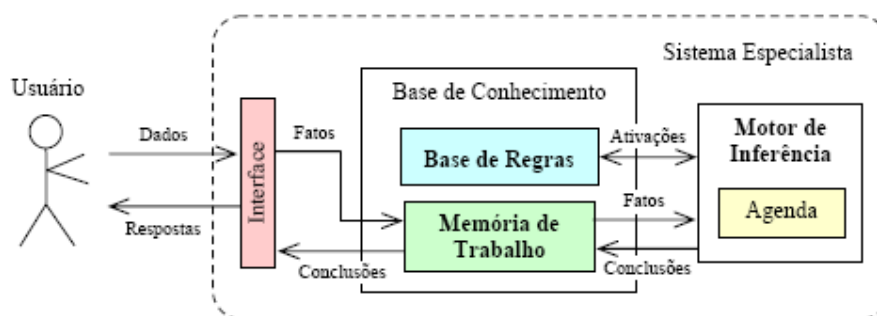 Sistema Especialista
Usuário
Base de Conhecimento
Dados
Interface
Fatos
Base de Regras
Ativações
Motor de
Inferência
Respostas
Memória de
Trabalho
Fatos
Agenda
Conclusões
Conclusões